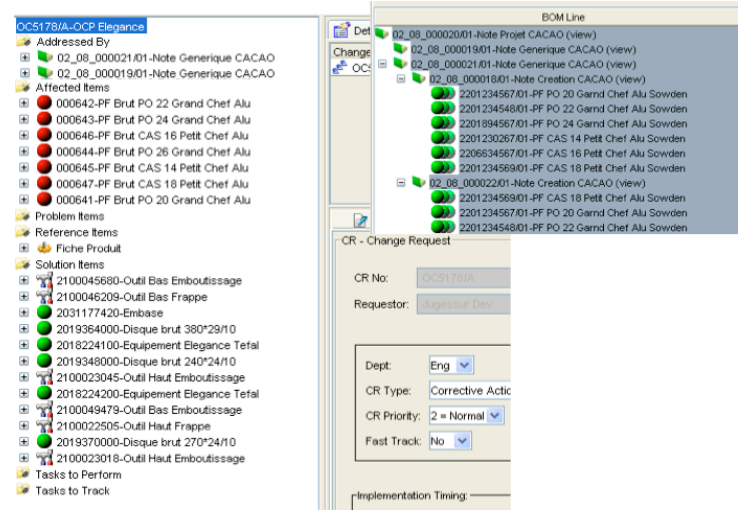 OC5178/A-OCP Elegance
Addressed By
02_08_000021/01-Note Generique CACAO
02_08_000019/01-Note Generique CACAO
Affected Items
000642-PF Brut PO 22 Grand Chef Alu
000643-PF Brut PO 24 Grand Chef Alu
000646-PF Brut CAS 16 Petit Chef Alu
000644-PF Brut PO 26 Grand Chef Alu
000645-PF Brut CAS 14 Petit Chef Alu
000647-PF Brut CAS 18 Petit Chef Alu
000641-PF Brut PO 20 Grand Chef Alu
Problem Items
Reference Items
Fiche Produit
Solution Items
2100045680-Outil Bas Emboutissage
2100046209-Outil Bas Frappe
2031177420-Embase
2019364000-Disque brut 380*29/10
2018224100-Equipement Elegance Tefal
2019348000-Disque brut 240*24/10
2100023045-Outil Haut Emboutissage
2018224200-Equipement Elegance Tefal
2100049479-Outil Bas Emboutissage
2100022505-Outil Haut Frappe
2019370000-Disque brut 270*24/10
2100023018-Outil Haut Emboutissage
Tasks to Perform
Tasks to Track
Det
Change
OC5
BOM Line
02_08_000020/01-Note Projet CACAO (view)
02_08_000019/01-Note Generique CACAO (view)
02_08_000021/01-Note Generique CACAO (view)
02_08_000018/01-Note Creation CACAO (view)
2201234567/01-PF PO 20 Garnd Chef Alu Sowden
2201234548/01-PF PO 22 Garnd Chef Alu Sowden
2201894567/01-PF PO 24 Garnd Chef Alu Sowden
2201230267/01-PF CAS 14 Petit Chef Alu Sowden
2206634567/01-PF CAS 16 Petit Chef Alu Sowden
2201234569/01-PF CAS 18 Petit Chef Alu Sowden
02_08_000022/01-Note Creation CACAO (view)
2201234569/01-PF CAS 18 Petit Chef Alu Sowden
2201234567/01-PF PO 20 Garnd Chef Alu Sowden
2201234548/01-PF PO 22 Garnd Chef Alu Sowden
CR - Change Request
CR No: OC5178/A
Requestor: Jugessur Dev
Dept: Eng
CR Type: Corrective Actio
CR Priority: 2 = Normal
Fast Track: No
Implementation Timing: